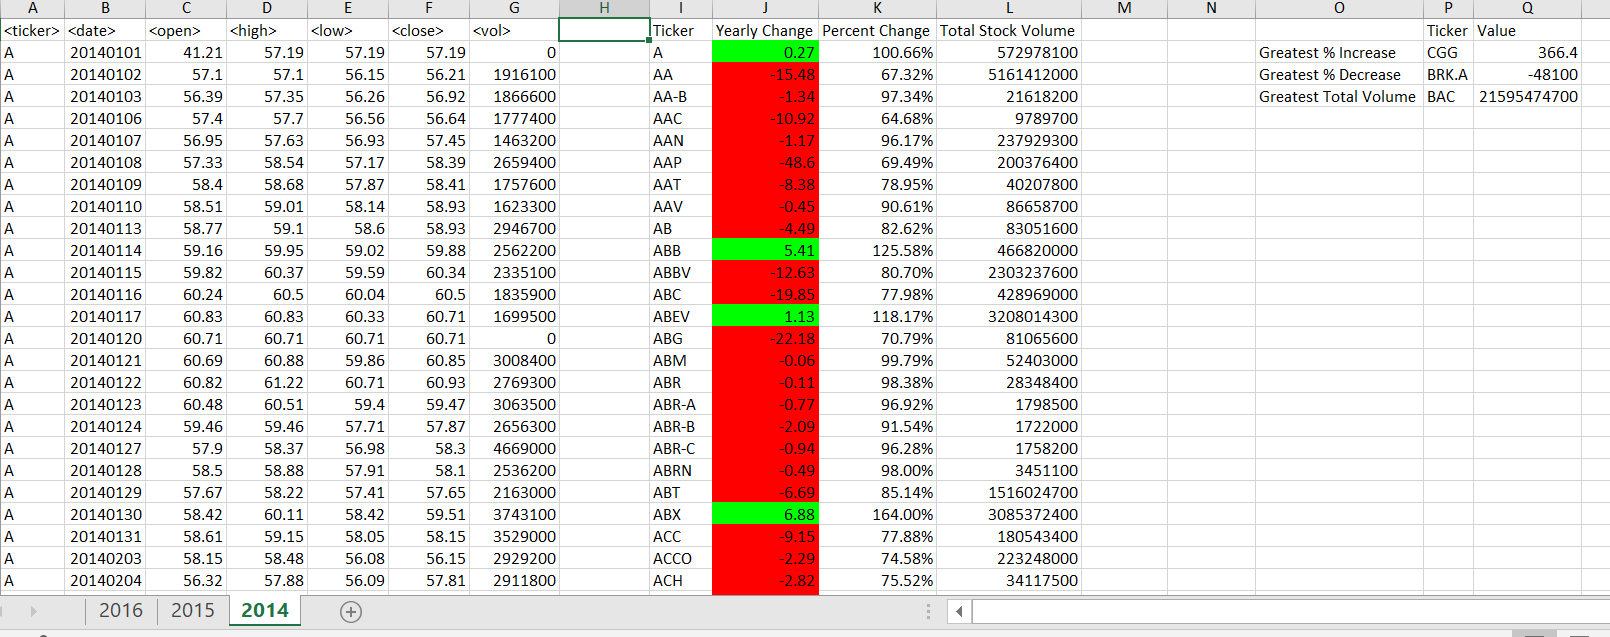 A B C D E F G H I J K L M N O P Q
<ticker> <date> <open> <high> <low> <close> <vol> Ticker Yearly Change Percent Change Total Stock Volume Ticker Value
A 20140101 41.21 57.19 57.19 57.19 0 A 0.27 100.66% 572978100 Greatest % Increase CGG 366.4
A 20140102 57.1 57.1 56.15 56.21 1916100 AA -15.48 67.32% 5161412000 Greatest % Decrease BRK.A -48100
A 20140103 56.39 57.35 56.26 56.92 1866600 AA-B -1.34 97.34% 21618200 Greatest Total Volume BAC 21595474700
A 20140106 57.4 57.7 56.56 56.64 1777400 AAC -10.92 64.68% 9789700
A 20140107 56.95 57.63 56.93 57.45 1463200 AAN -1.17 96.17% 237929300
A 20140108 57.33 58.54 57.17 58.39 2659400 AAP -48.6 69.49% 200376400
A 20140109 58.4 58.68 57.87 58.41 1757600 AAT -8.38 78.95% 40207800
A 20140110 58.51 59.01 58.14 58.93 1623300 AAV -0.45 90.61% 86658700
A 20140113 58.77 59.1 58.6 58.93 2946700 AB -4.49 82.62% 83051600
A 20140114 59.16 59.95 59.02 59.88 2562200 ABB 5.41 125.58% 466820000
A 20140115 59.82 60.37 59.59 60.34 2335100 ABBV -12.63 80.70% 2303237600
A 20140116 60.24 60.5 60.04 60.5 1835900 ABC -19.85 77.98% 428969000
A 20140117 60.83 60.83 60.33 60.71 1699500 ABEV 1.13 118.17% 3208014300
A 20140120 60.71 60.71 60.71 60.71 0 ABG -22.18 70.79% 81065600
A 20140121 60.69 60.88 59.86 60.85 3008400 ABM -0.06 99.79% 52403000
A 20140122 60.82 61.22 60.71 60.93 2769300 ABR -0.11 98.38% 28348400
A 20140123 60.48 60.51 59.4 59.47 3063500 ABR-A -0.77 96.92% 1798500
A 20140124 59.46 59.46 57.71 57.87 2656300 ABR-B -2.09 91.54% 1722000
A 20140127 57.9 58.37 56.98 58.3 4669000 ABR-C -0.94 96.28% 1758200
A 20140128 58.5 58.88 57.91 58.1 2536200 ABRN -0.49 98.00% 3451100
A 20140129 57.67 58.22 57.41 57.65 2163000 ABT -6.69 85.14% 1516024700
A 20140130 58.42 60.11 58.42 59.51 3743100 ABX 6.88 164.00% 3085372400
A 20140131 58.61 59.15 58.05 58.15 3529000 ACC -9.15 77.88% 180543400
A 20140203 58.15 58.48 56.08 56.15 2929200 ACCO -2.29 74.58% 223248000
A 20140204 56.32 57.88 56.09 57.81 2911800 ACH -2.82 75.52% 34117500
2016 2015 2014